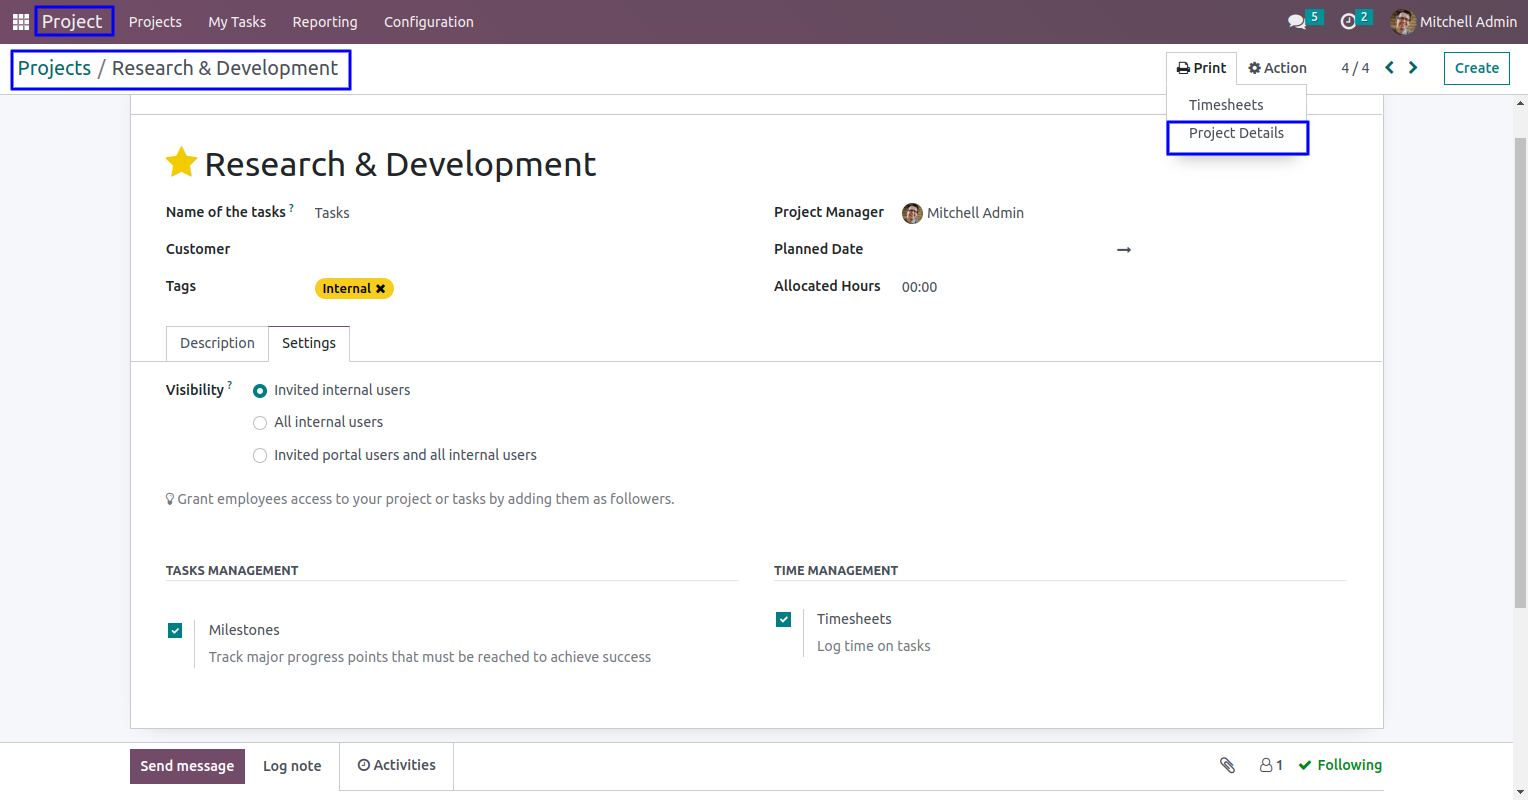 Project Projects My Tasks Reporting Configuration 5 2 Mitchell Admin
Projects / Research & Development Print Action 4 / 4 Create
Timesheets
Project Details
Research & Development
Name of the tasks ? Tasks Project Manager Mitchell Admin
Customer Planned Date
Tags Internal Allocated Hours 00:00
Description Settings
Visibility ? Invited internal users
All internal users
Invited portal users and all internal users
Grant employees access to your project or tasks by adding them as followers.
TASKS MANAGEMENT TIME MANAGEMENT
Milestones Timesheets
Track major progress points that must be reached to achieve success Log time on tasks
Send message Log note Activities 1 Following